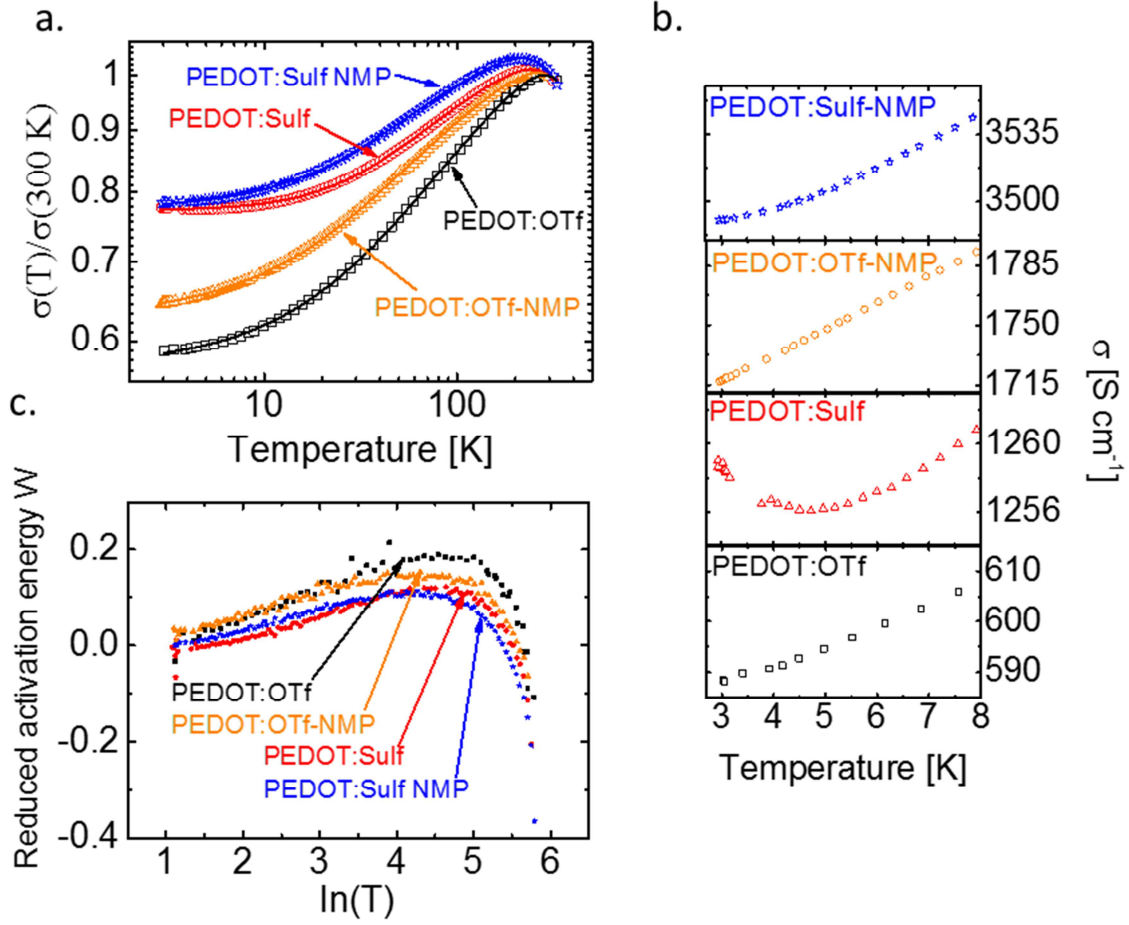 a.
PEDOT:Sulf NMP
PEDOT:Sulf
PEDOT:OTf
PEDOT:OTf-NMP
σ(T)/σ(300 K)
1
0.9
0.8
0.7
0.6
10
100
Temperature [K]
b.
PEDOT:Sulf-NMP
3535
3500
PEDOT:OTf-NMP
1785
1750
1715
PEDOT:Sulf
1260
1256
PEDOT:OTf
610
600
590
σ [S cm⁻¹]
3
4
5
6
7
8
Temperature [K]
c.
Reduced activation energy W
0.2
0.0
-0.2
-0.4
PEDOT:OTf
PEDOT:OTf-NMP
PEDOT:Sulf
PEDOT:Sulf NMP
1
2
3
4
5
6
ln(T)